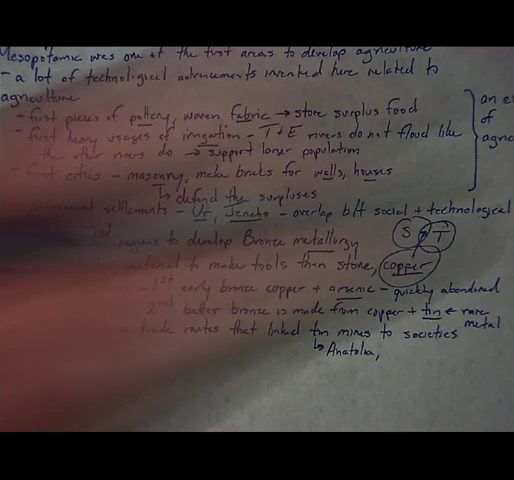 Mesopotamia was one of the first areas to develop agriculture
- a lot of technological advancements invented here related to
agriculture
- first pieces of pottery, woven fabric → store surplus food
- first heavy usages of irrigation - T + E rivers do not flood like
the other rivers do → support larger population
- first cities - masonry, make bricks for walls, houses
↳ defend the surpluses
settlements - Ur, Jericho - overlap b/t social + technological
1st regions to develop Bronze metallurgy
material to make tools than stone, copper
1st early bronze copper + arsenic - quickly abandoned
2nd better bronze is made from copper + tin ← rare
metal
trade routes that linked tin mines to societies
↳ Anatolia,
an e
of
agric
S T